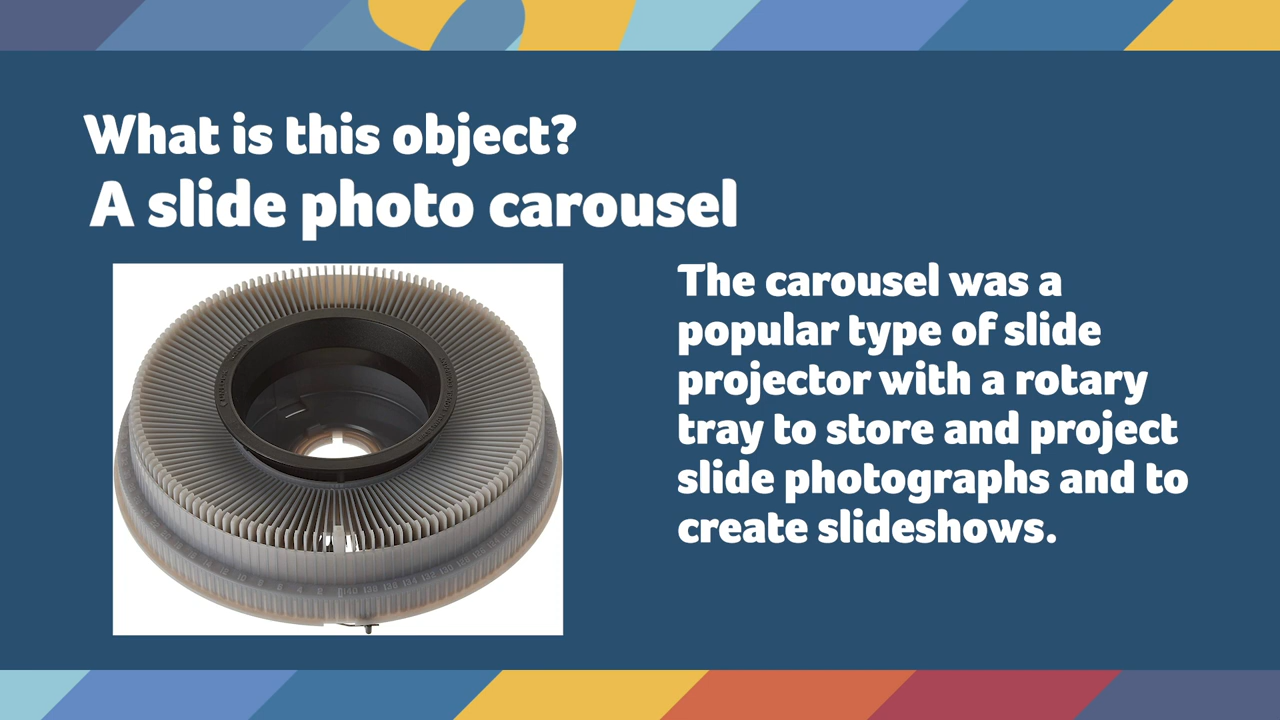 What is this object?
A slide photo carousel
The carousel was a
popular type of slide
projector with a rotary
tray to store and project
slide photographs and to
create slideshows.